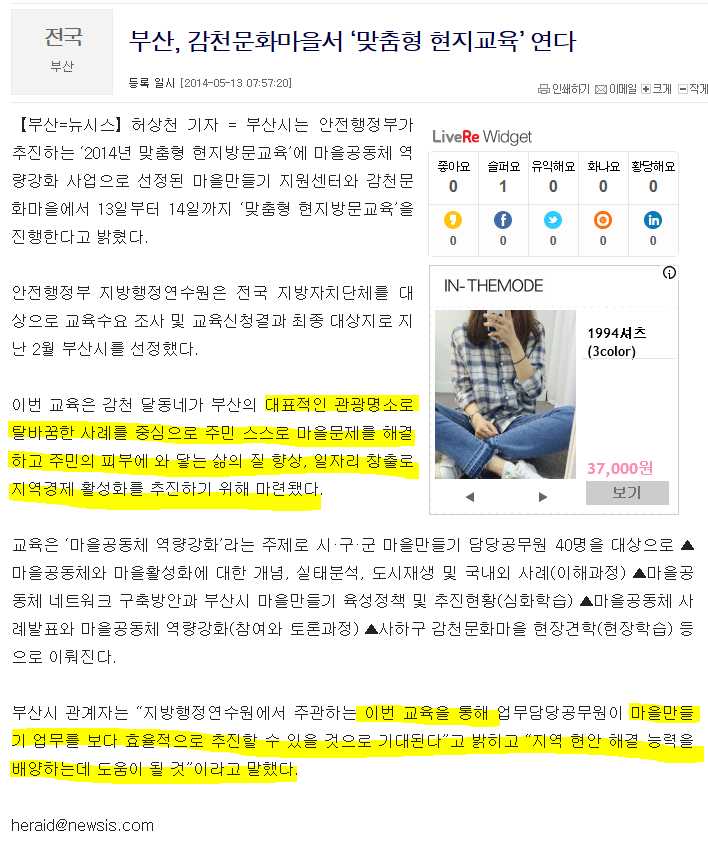 전국
부산
부산, 감천문화마을서 ‘맞춤형 현지교육’ 연다
등록 일시 [2014-05-13 07:57:20]
인쇄하기 이메일 크게 작게
【부산=뉴시스】허상천 기자 = 부산시는 안전행정부가
추진하는 ‘2014년 맞춤형 현지방문교육’에 마을공동체 역
량강화 사업으로 선정된 마을만들기 지원센터와 감천문
화마을에서 13일부터 14일까지 ‘맞춤형 현지방문교육’을
진행한다고 밝혔다.
안전행정부 지방행정연수원은 전국 지방자치단체를 대
상으로 교육수요 조사 및 교육신청결과 최종 대상지로 지
난 2월 부산시를 선정했다.
이번 교육은 감천 달동네가 부산의 대표적인 관광명소로
탈바꿈한 사례를 중심으로 주민 스스로 마을문제를 해결
하고 주민의 피부에 와 닿는 삶의 질 향상, 일자리 창출로
지역경제 활성화를 추진하기 위해 마련됐다.
LiveRe Widget
좋아요 슬퍼요 유익해요 화나요 황당해요
0 1 0 0 0
0 0 0 0 0
IN-THEMODE
1994셔츠
(3color)
37,000원
보기
교육은 ‘마을공동체 역량강화’라는 주제로 시·구·군 마을만들기 담당공무원 40명을 대상으로 ▲
마을공동체와 마을활성화에 대한 개념, 실태분석, 도시재생 및 국내외 사례(이해과정) ▲마을공
동체 네트워크 구축방안과 부산시 마을만들기 육성정책 및 추진현황(심화학습) ▲마을공동체 사
례발표와 마을공동체 역량강화(참여와 토론과정) ▲사하구 감천문화마을 현장견학(현장학습) 등
으로 이뤄진다.
부산시 관계자는 “지방행정연수원에서 주관하는 이번 교육을 통해 업무담당공무원이 마을만들
기 업무를 보다 효율적으로 추진할 수 있을 것으로 기대된다”고 밝히고 “지역 현안 해결 능력을
배양하는데 도움이 될 것”이라고 말했다.
heraid@newsis.com